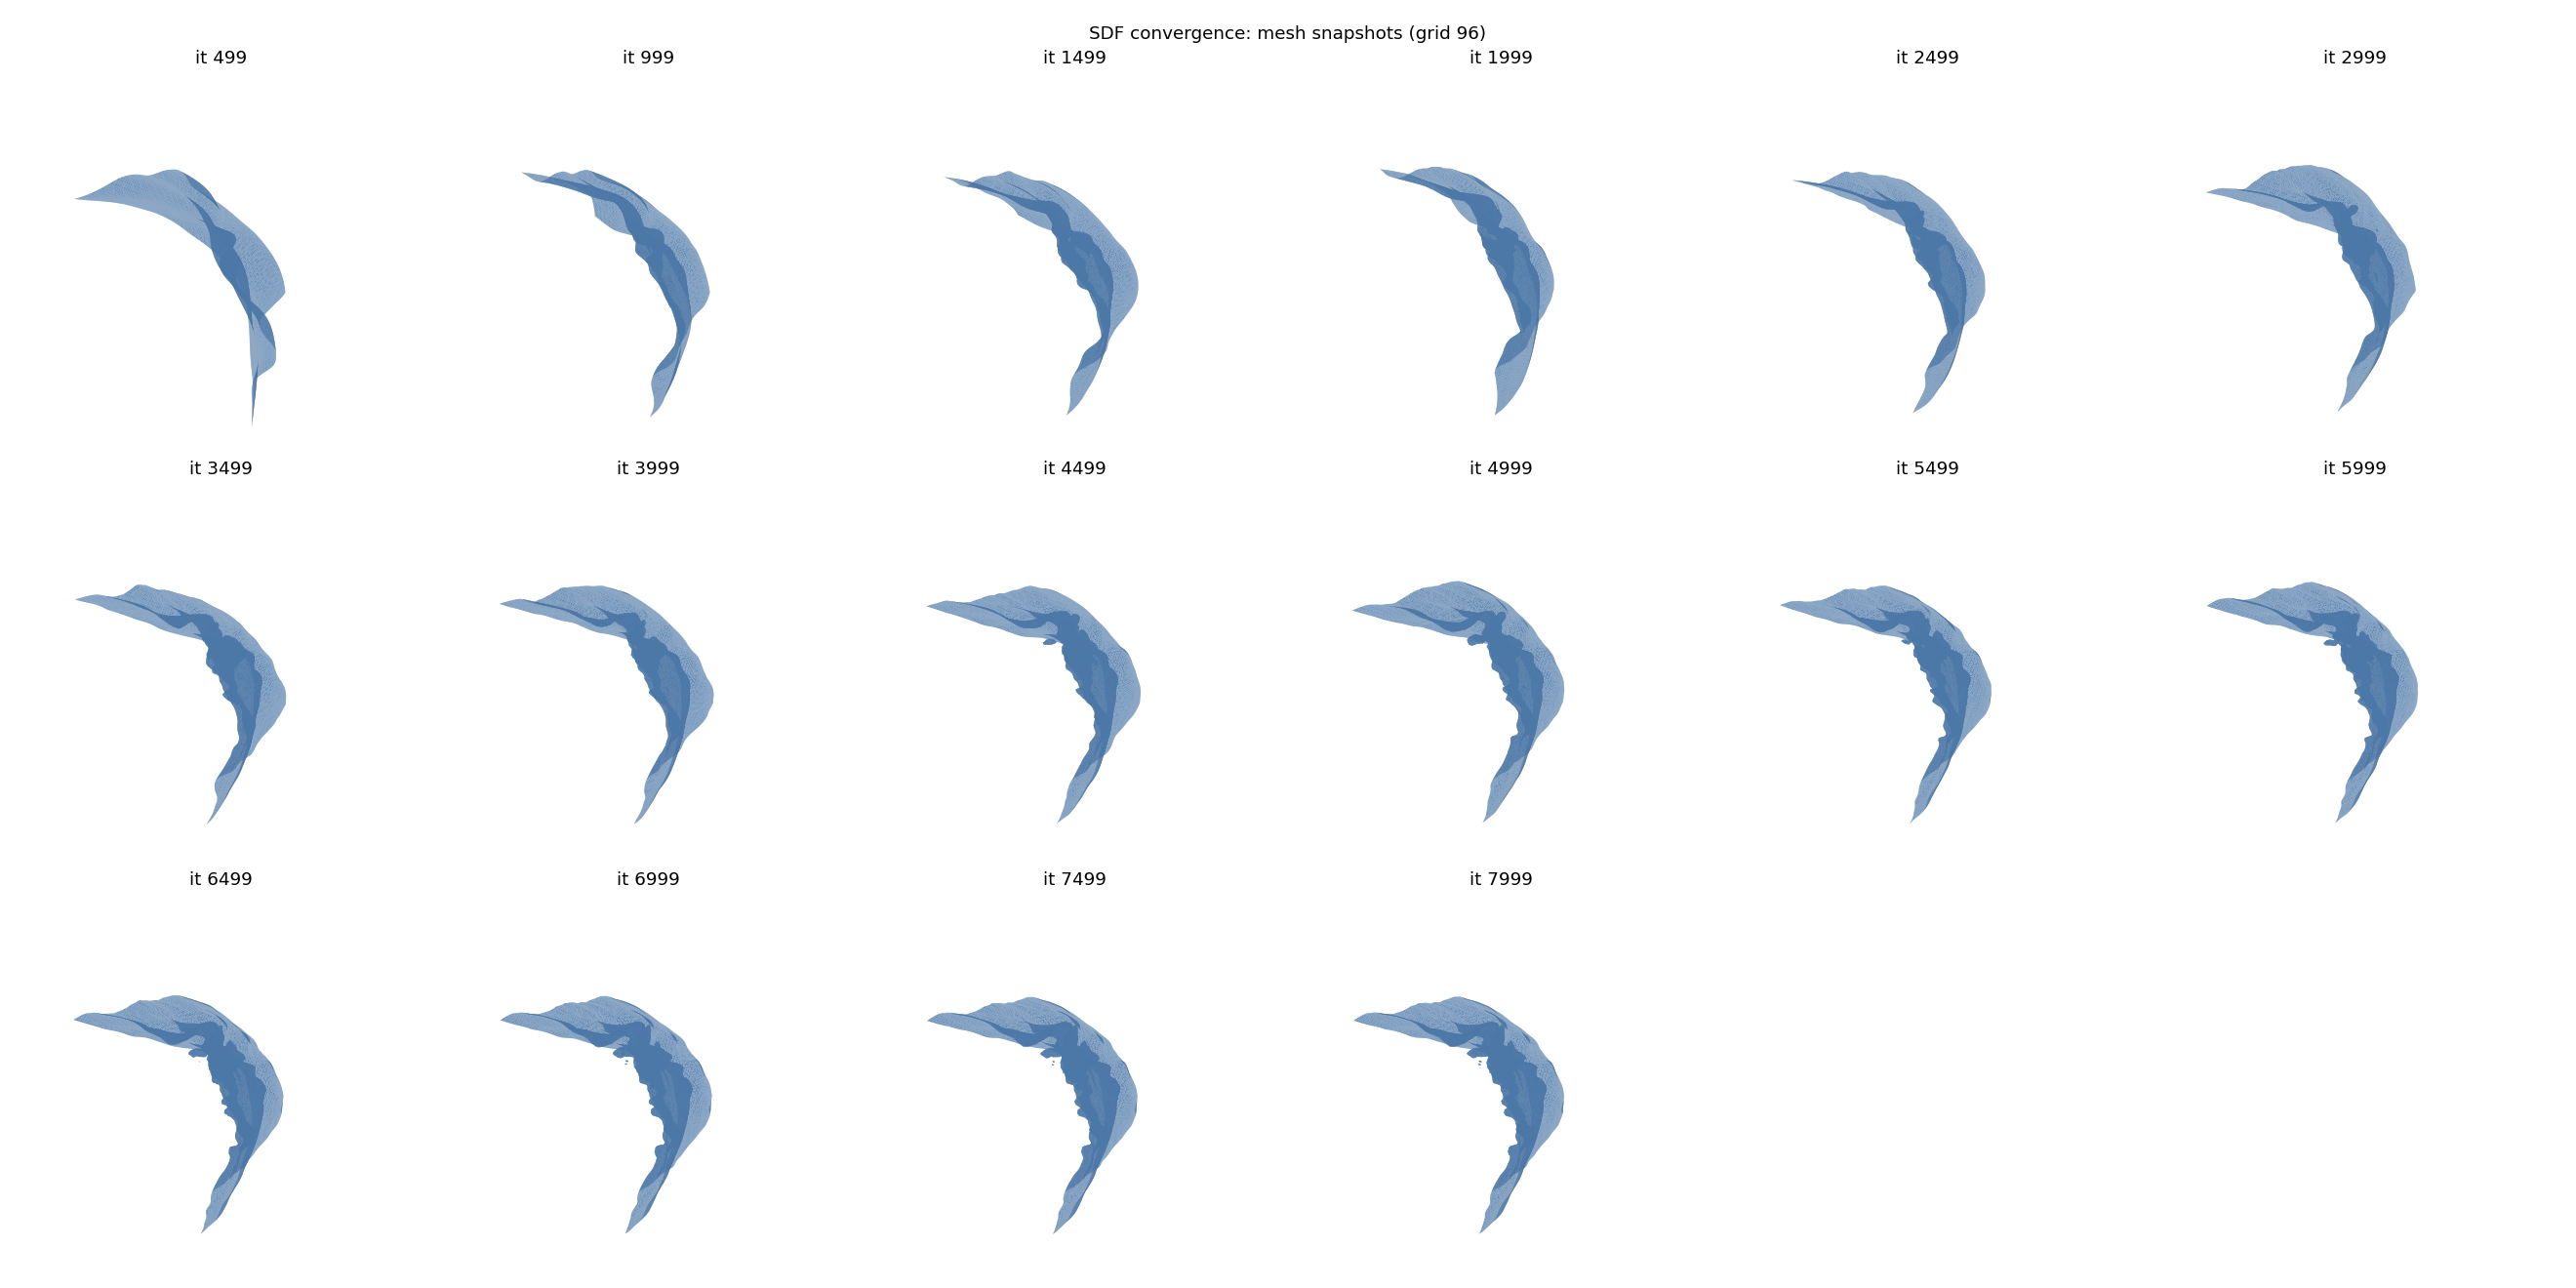 SDF convergence: mesh snapshots (grid 96)
it 499
it 999
it 1499
it 1999
it 2499
it 2999
it 3499
it 3999
it 4499
it 4999
it 5499
it 5999
it 6499
it 6999
it 7499
it 7999